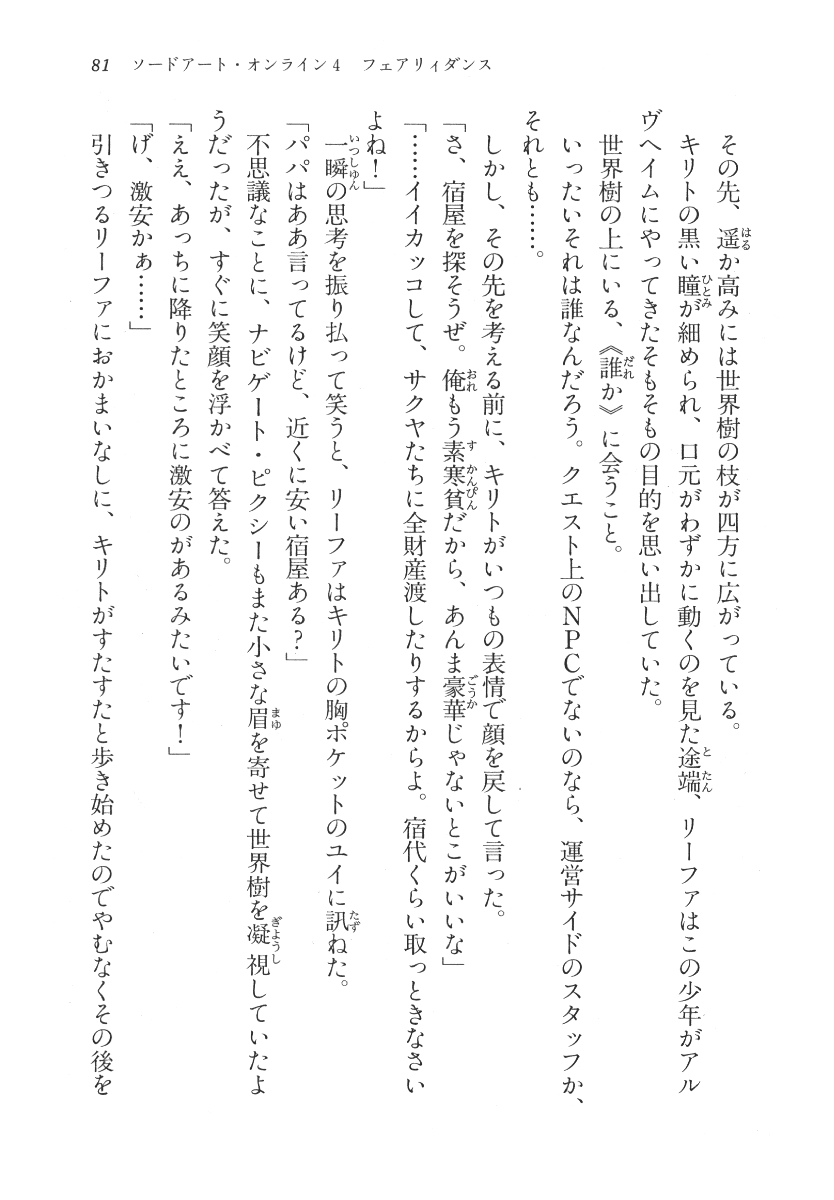 81 ソードアート・オンライン4 フェアリィダンス
その先、遥か高みには世界樹の枝が四方に広がっている。
キリトの黒い瞳が細められ、口元がわずかに動くのを見た途端、リーファはこの少年がアル
ヴヘイムにやってきたそもそもの目的を思い出していた。
世界樹の上にいる、《誰か》に会うこと。
いったいそれは誰なんだろう。クエスト上のNPCでないのなら、運営サイドのスタッフか、
それとも……。
しかし、その先を考える前に、キリトがいつもの表情で顔を戻して言った。
「さ、宿屋を探そうぜ。俺もう素寒貧だから、あんま豪華じゃないとこがいいな」
「……イイカッコして、サクヤたちに全財産渡したりするからよ。宿代くらい取っときなさい
よね！」
一瞬の思考を振り払って笑うと、リーファはキリトの胸ポケットのユイに訊ねた。
「パパはああ言ってるけど、近くに安い宿屋ある？」
不思議なことに、ナビゲート・ピクシーもまた小さな眉を寄せて世界樹を凝視していたよ
うだったが、すぐに笑顔を浮かべて答えた。
「ええ、あっちに降りたところに激安のがあるみたいです！」
「げ、激安かぁ……」
引きつるリーファにおかまいなしに、キリトがすたすたと歩き始めたのでやむなくその後を